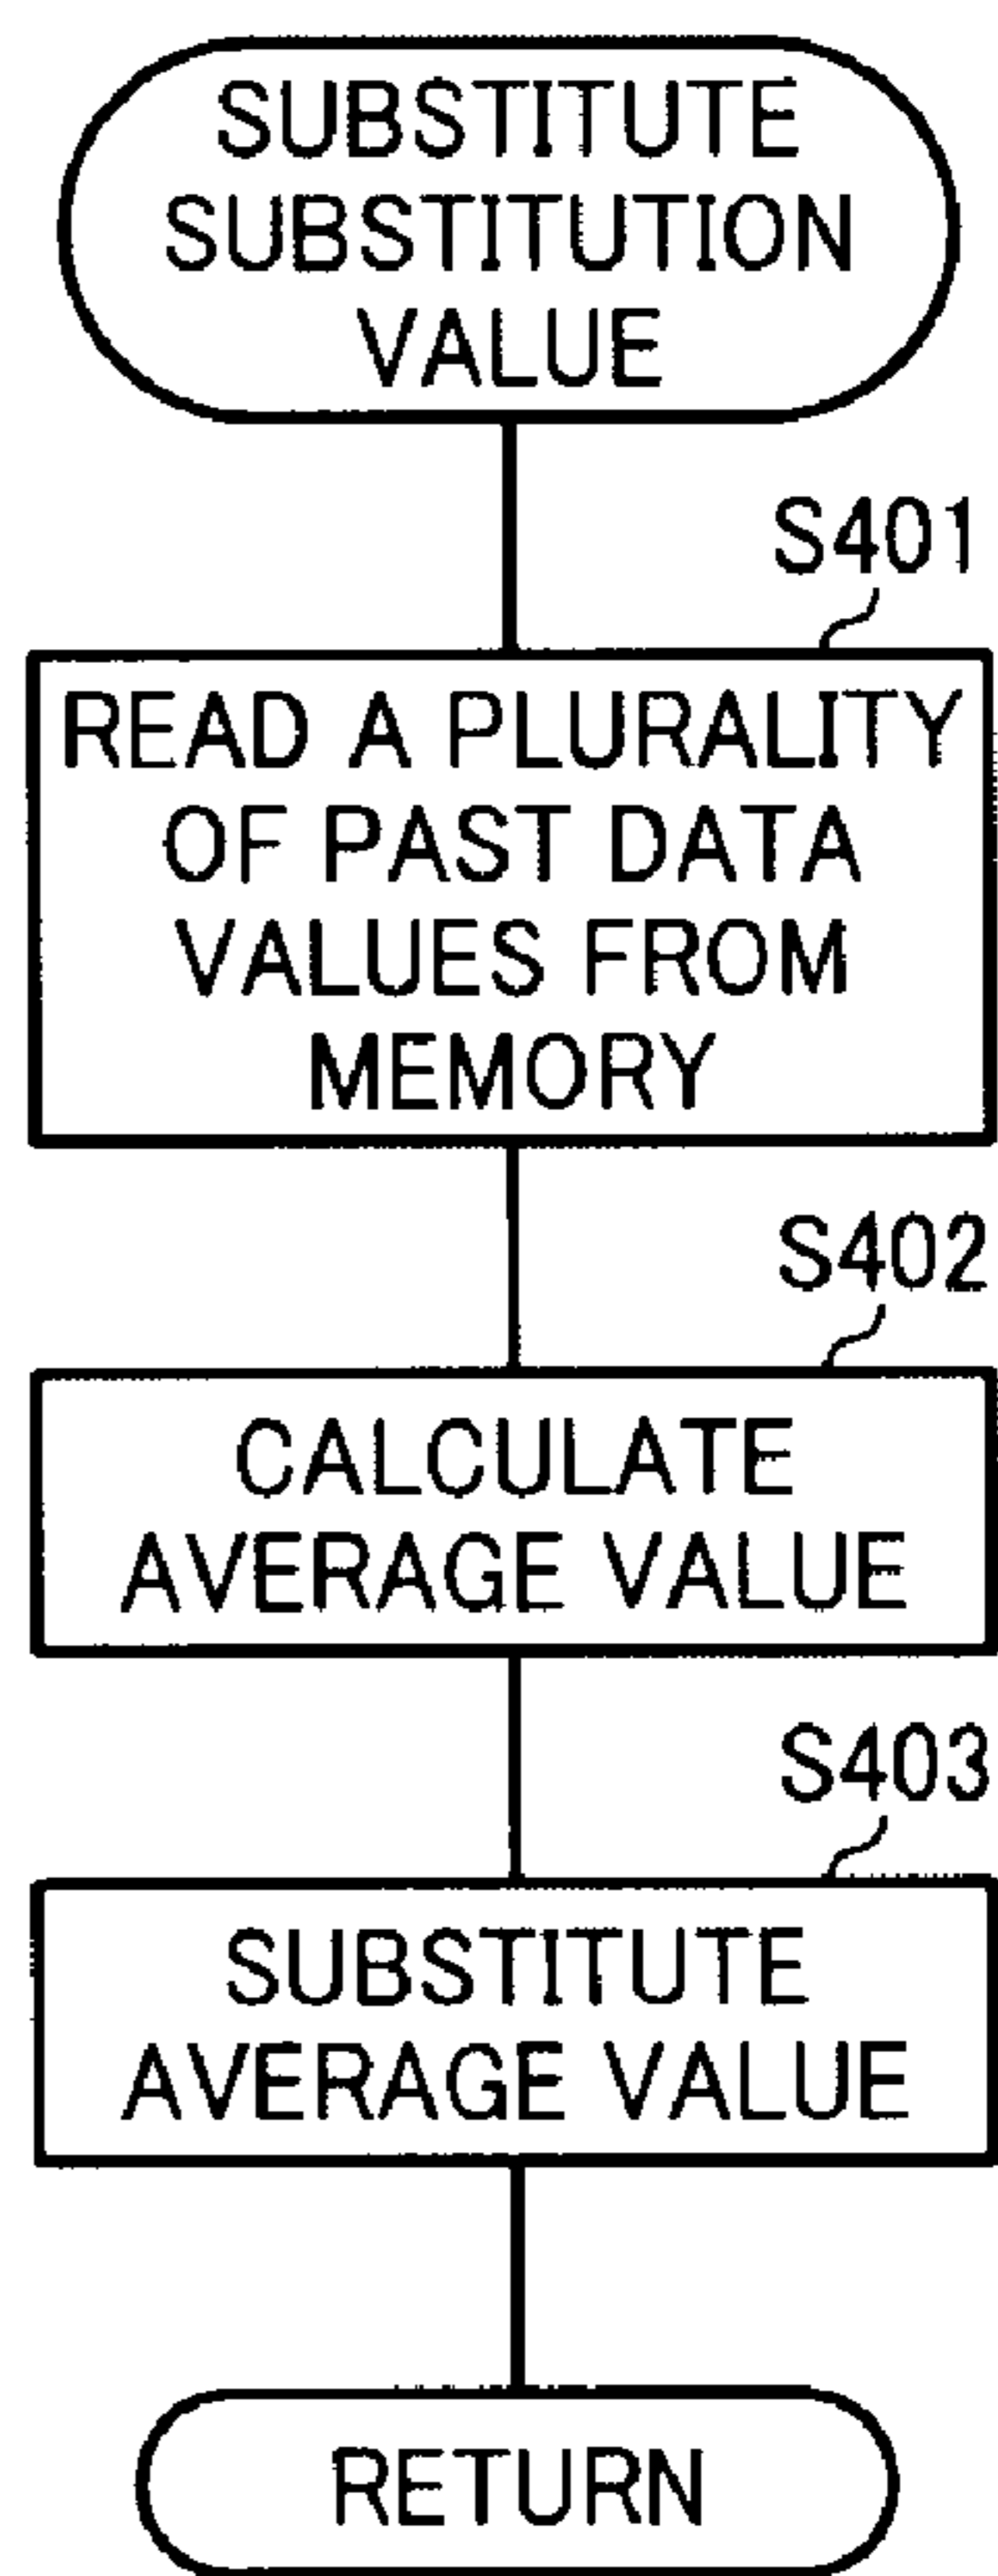 SUBSTITUTE
SUBSTITUTION
VALUE
S401
READ A PLURALITY
OF PAST DATA
VALUES FROM
MEMORY
S402
CALCULATE
AVERAGE VALUE
S403
SUBSTITUTE
AVERAGE VALUE
RETURN